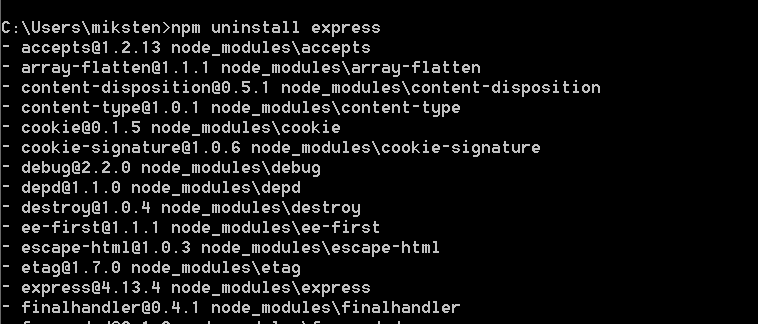 C:\Users\miksten>npm uninstall express
- accepts@1.2.13 node_modules\accepts
- array-flatten@1.1.1 node_modules\array-flatten
- content-disposition@0.5.1 node_modules\content-disposition
- content-type@1.0.1 node_modules\content-type
- cookie@0.1.5 node_modules\cookie
- cookie-signature@1.0.6 node_modules\cookie-signature
- debug@2.2.0 node_modules\debug
- depd@1.1.0 node_modules\depd
- destroy@1.0.4 node_modules\destroy
- ee-first@1.1.1 node_modules\ee-first
- escape-html@1.0.3 node_modules\escape-html
- etag@1.7.0 node_modules\etag
- express@4.13.4 node_modules\express
- finalhandler@0.4.1 node_modules\finalhandler